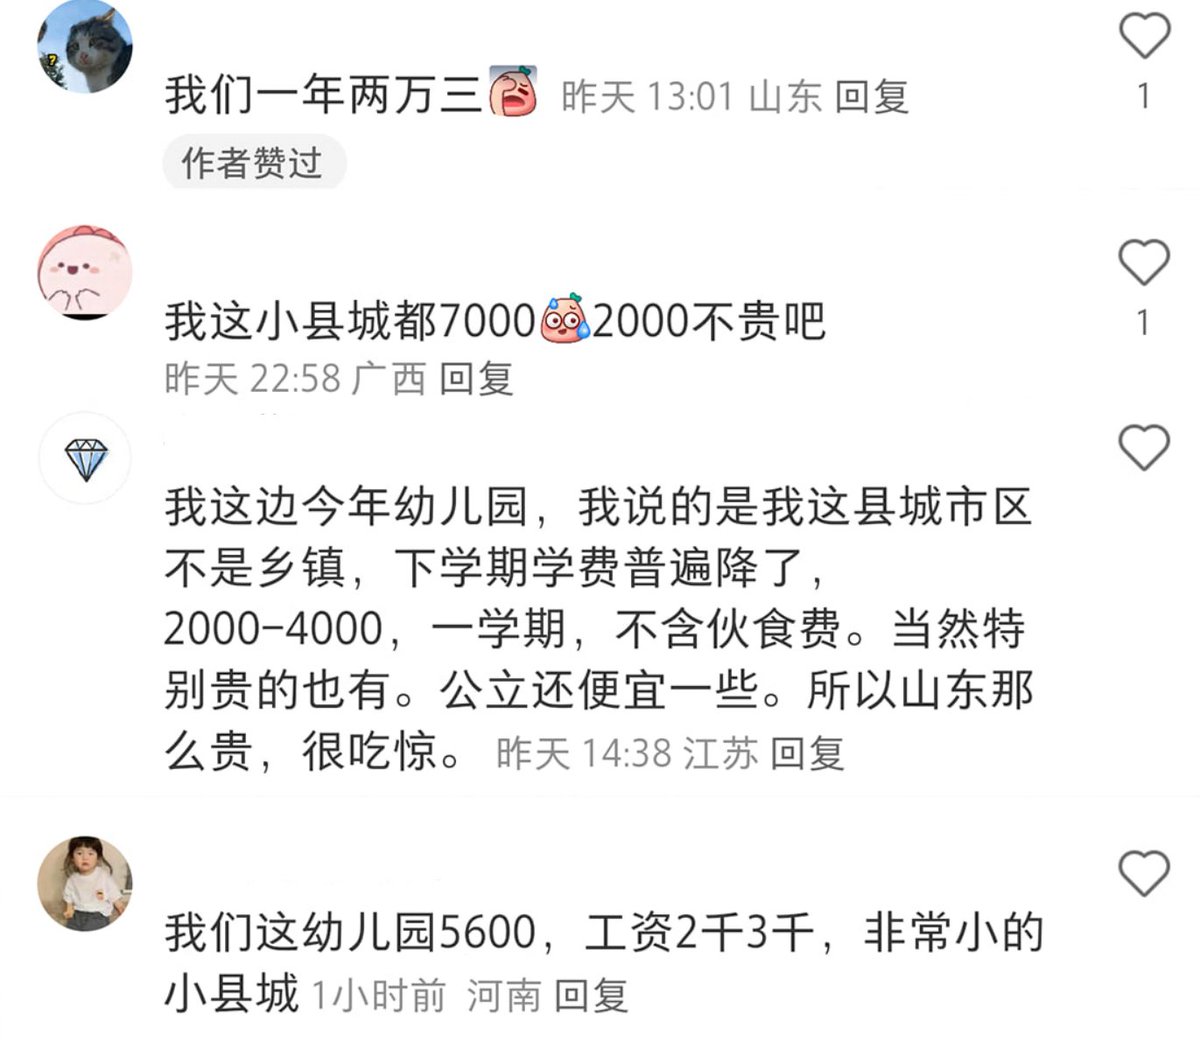 我们一年两万三 昨天 13:01 山东 回复
1
作者赞过
我这小县城都7000 2000不贵吧
1
昨天 22:58 广西 回复
我这边今年幼儿园，我说的是我这县城市区
不是乡镇，下学期学费普遍降了，
2000-4000，一学期，不含伙食费。当然特
别贵的也有。公立还便宜一些。所以山东那
么贵，很吃惊。 昨天 14:38 江苏 回复
我们这幼儿园5600，工资2千3千，非常小的
小县城 1小时前 河南 回复